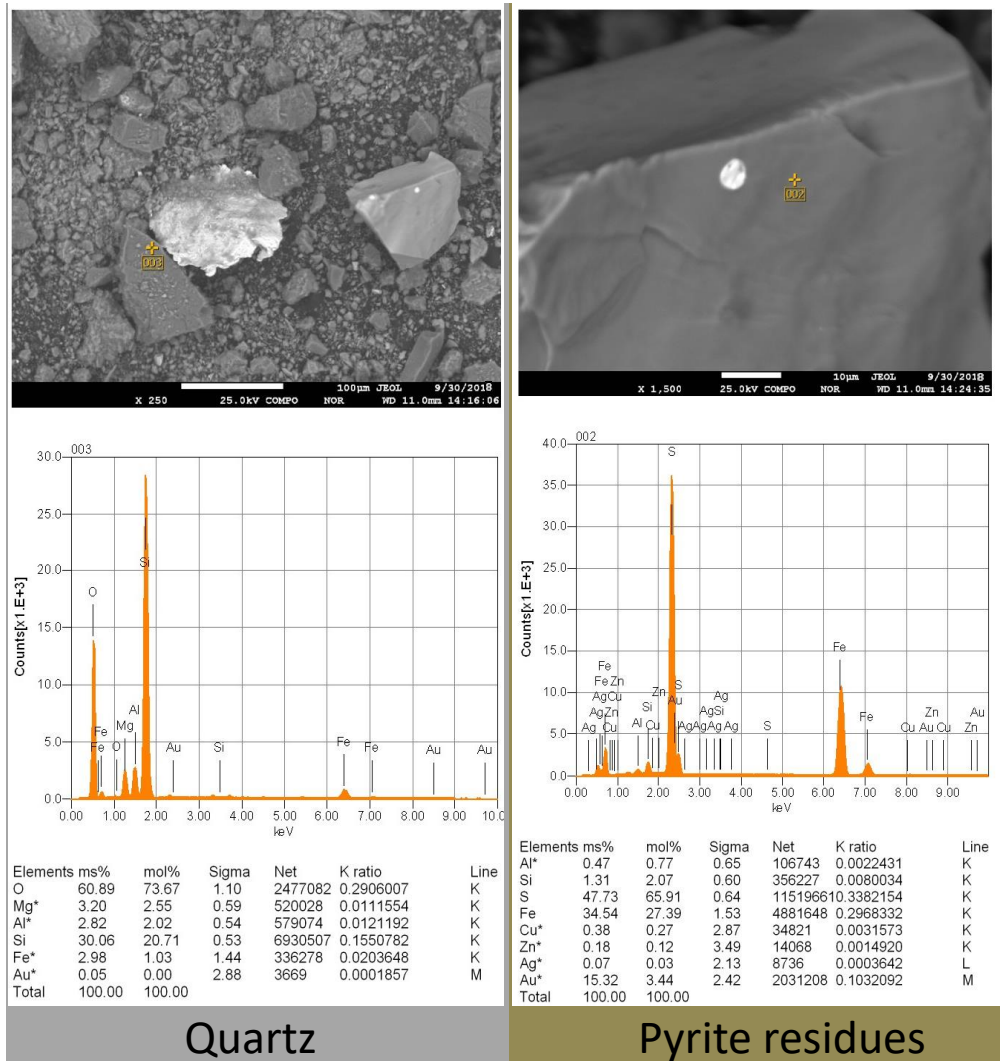 003
100µm JEOL 9/30/2018
X 250 25.0kV COMPO NOR WD 11.0mm 14:16:06
002
10µm JEOL 9/30/2018
X 1,500 25.0kV COMPO NOR WD 11.0mm 14:24:35
003
30.0
25.0
20.0
15.0
10.0
5.0
0.0
Counts[x1.E+3]
O
Fe
Fe
O
Mg
Al
Si
Au
Si
Fe
Fe
Au
Au
0.00 1.00 2.00 3.00 4.00 5.00 6.00 7.00 8.00 9.00 10.0
keV
Elements ms% mol% Sigma Net K ratio Line
O 60.89 73.67 1.10 2477082 0.2906007 K
Mg* 3.20 2.55 0.59 520028 0.0111554 K
Al* 2.82 2.02 0.54 579074 0.0121192 K
Si 30.06 20.71 0.53 6930507 0.1550782 K
Fe* 2.98 1.03 1.44 336278 0.0203648 K
Au* 0.05 0.00 2.88 3669 0.0001857 M
Total 100.00 100.00
Quartz
002
40.0
35.0
30.0
25.0
20.0
15.0
10.0
5.0
0.0
Counts[x1.E+3]
S
Fe
Fe Zn
Ag Cu
Ag Zn
Ag Cu
Al
Si
Cu
Zn
S
Au
Ag Ag
Ag
Ag Si
Ag Ag
S
Fe
Fe
Cu
Zn
Au Cu
Au
Zn
0.00 1.00 2.00 3.00 4.00 5.00 6.00 7.00 8.00 9.00
keV
Elements ms% mol% Sigma Net K ratio Line
Al* 0.47 0.77 0.65 106743 0.0022431 K
Si 1.31 2.07 0.60 356227 0.0080034 K
S 47.73 65.91 0.64 11519661 0.3382154 K
Fe 34.54 27.39 1.53 4881648 0.2968332 K
Cu* 0.38 0.27 2.87 34821 0.0031573 K
Zn* 0.18 0.12 3.49 14068 0.0014920 K
Ag* 0.07 0.03 2.13 8736 0.0003642 L
Au* 15.32 3.44 2.42 2031208 0.1032092 M
Total 100.00 100.00
Pyrite residues